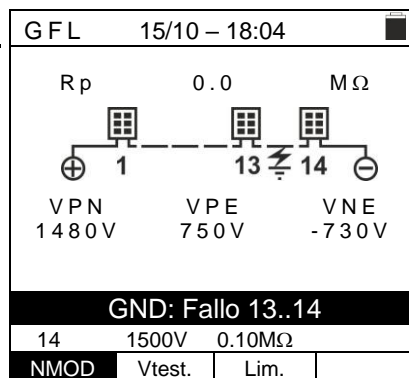 GFL 15/10 – 18:04
Rp 0.0 MΩ
1 13 14
VPN VPE VNE
1480V 750V -730V
GND: Fallo 13..14
14 1500V 0.10MΩ
NMOD Vtest. Lim.